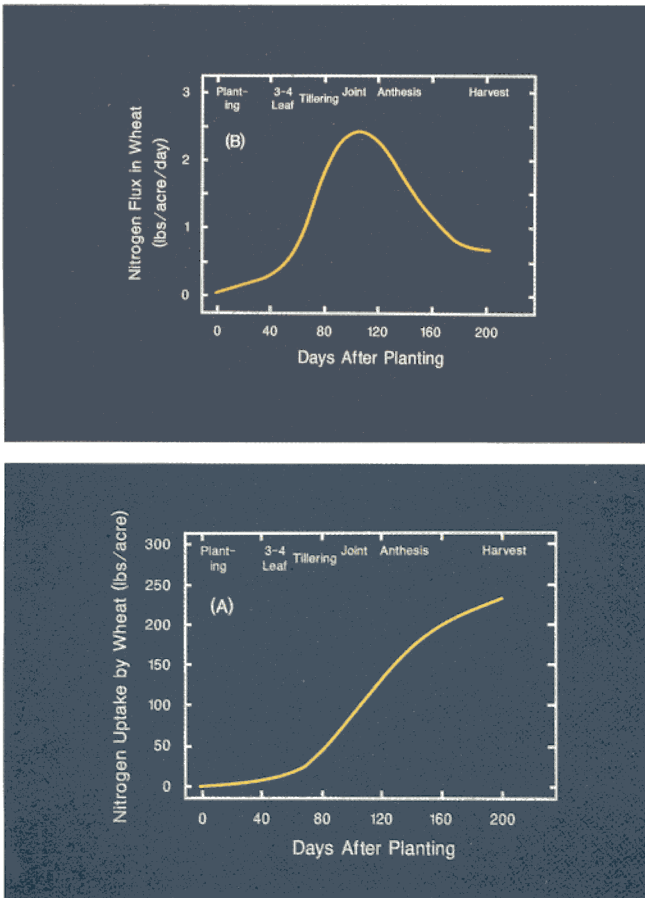 Nitrogen Flux in Wheat
(lbs/acre/day)
3
2
1
0
Plant-
ing
3-4
Leaf
Tillering
Joint
Anthesis
Harvest
(B)
0 40 80 120 160 200
Days After Planting
Nitrogen Uptake by Wheat (lbs/acre)
300
250
200
150
100
50
0
Plant-
ing
3-4
Leaf
Tillering
Joint
Anthesis
Harvest
(A)
0 40 80 120 160 200
Days After Planting